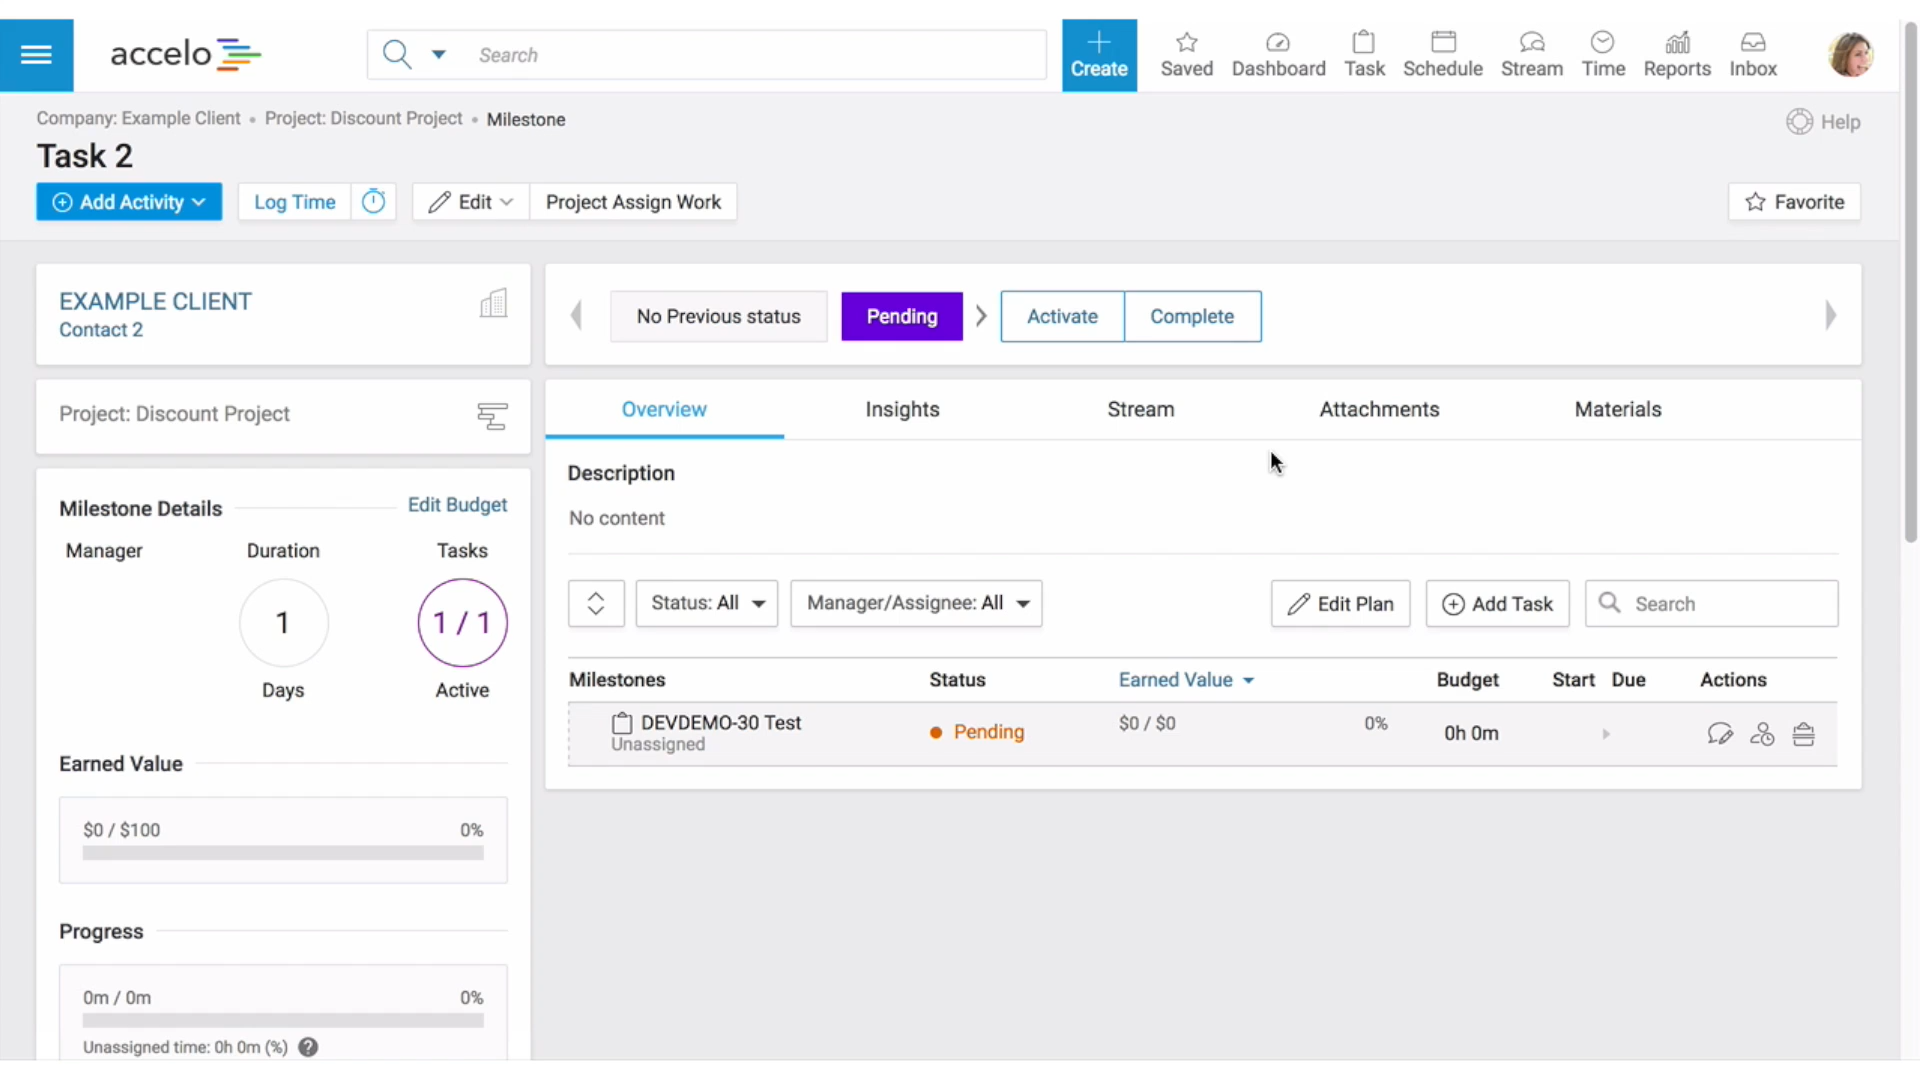 accelo
Search
Create
Saved
Dashboard
Task
Schedule
Stream
Time
Reports
Inbox
Company: Example Client • Project: Discount Project • Milestone
Help
Task 2
Add Activity
Log Time
Edit
Project Assign Work
Favorite
EXAMPLE CLIENT
Contact 2
No Previous status
Pending
Activate
Complete
Project: Discount Project
Overview
Insights
Stream
Attachments
Materials
Description
No content
Milestone Details
Edit Budget
Manager
Duration
Tasks
1
1 / 1
Days
Active
Status: All
Manager/Assignee: All
Edit Plan
Add Task
Search
Milestones
Status
Earned Value
Budget
Start
Due
Actions
DEVDEMO-30 Test
Unassigned
Pending
$0 / $0
0%
0h 0m
Earned Value
$0 / $100
0%
Progress
0m / 0m
0%
Unassigned time: 0h 0m (%) ?